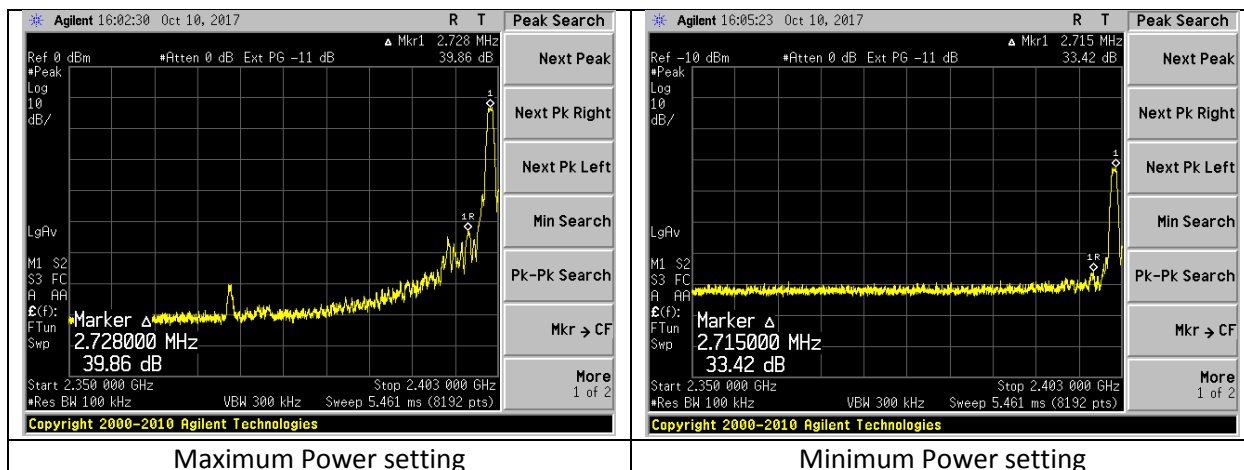 Agilent 16:02:30 Oct 10, 2017 R T Peak Search
Δ Mkr1 2.728 MHz
Ref 0 dBm #Atten 0 dB Ext PG -11 dB 39.86 dB
#Peak
Log
10
dB/
1
1R
LgAv
M1 S2
S3 FC
A AA
£(f):
FTun
Swp
Marker Δ
2.728000 MHz
39.86 dB
Start 2.350 000 GHz Stop 2.403 000 GHz
#Res BW 100 kHz VBW 300 kHz Sweep 5.461 ms (8192 pts)
Copyright 2000-2010 Agilent Technologies
Next Peak
Next Pk Right
Next Pk Left
Min Search
Pk-Pk Search
Mkr → CF
More
1 of 2
Maximum Power setting
Agilent 16:05:23 Oct 10, 2017 R T Peak Search
Δ Mkr1 2.715 MHz
Ref -10 dBm #Atten 0 dB Ext PG -11 dB 33.42 dB
#Peak
Log
10
dB/
1
1R
LgAv
M1 S2
S3 FC
A AA
£(f):
FTun
Swp
Marker Δ
2.715000 MHz
33.42 dB
Start 2.350 000 GHz Stop 2.403 000 GHz
#Res BW 100 kHz VBW 300 kHz Sweep 5.461 ms (8192 pts)
Copyright 2000-2010 Agilent Technologies
Next Peak
Next Pk Right
Next Pk Left
Min Search
Pk-Pk Search
Mkr → CF
More
1 of 2
Minimum Power setting